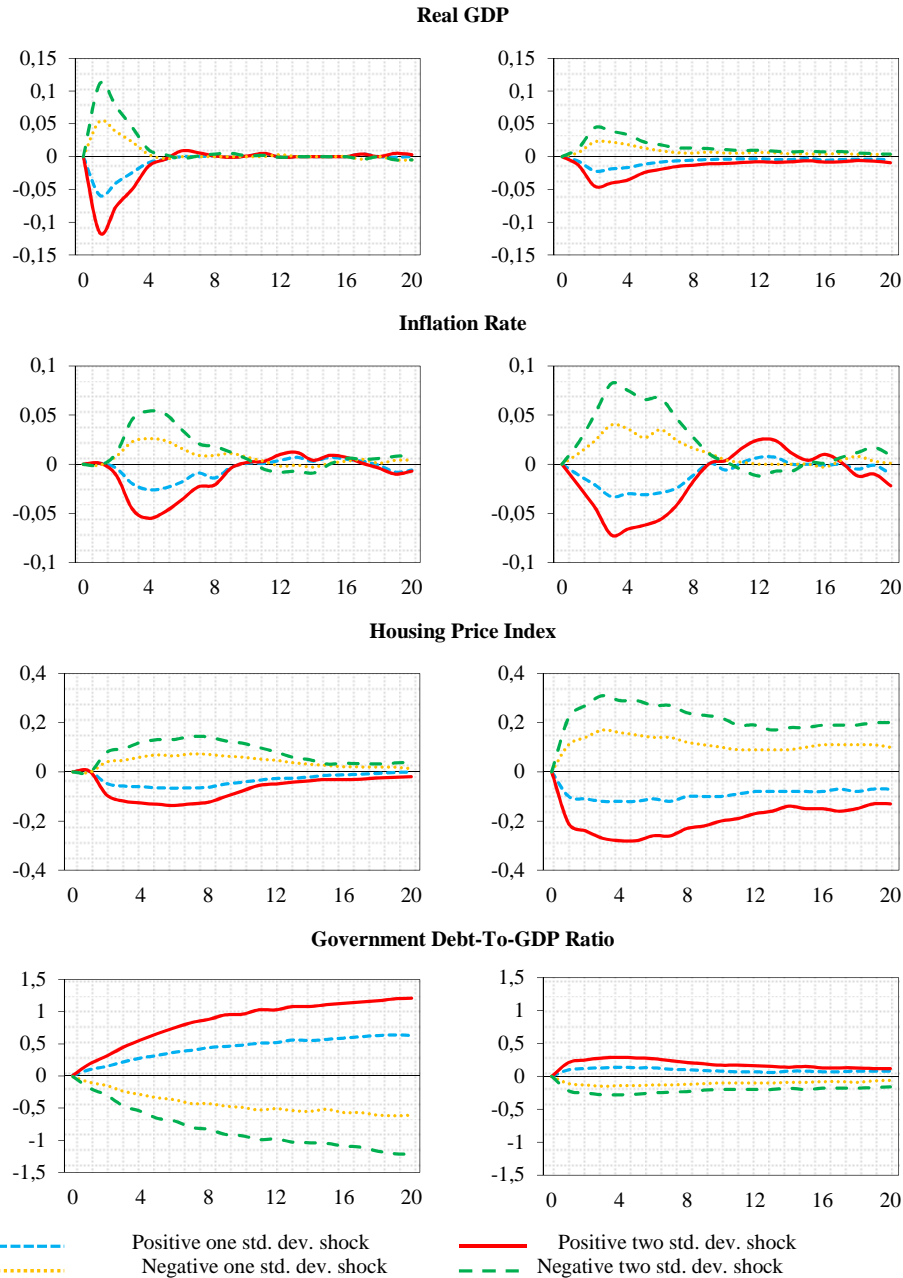 Real GDP
0,15 0,15
0,1 0,1
0,05 0,05
0 0
-0,05 -0,05
-0,1 -0,1
-0,15 -0,15
0 4 8 12 16 20 0 4 8 12 16 20
Inflation Rate
0,1 0,1
0,05 0,05
0 0
-0,05 -0,05
-0,1 -0,1
0 4 8 12 16 20 0 4 8 12 16 20
Housing Price Index
0,4 0,4
0,2 0,2
0 0
-0,2 -0,2
-0,4 -0,4
0 4 8 12 16 20 0 4 8 12 16 20
Government Debt-To-GDP Ratio
1,5 1,5
1 1
0,5 0,5
0 0
-0,5 -0,5
-1 -1
-1,5 -1,5
0 4 8 12 16 20 0 4 8 12 16 20
Positive one std. dev. shock Positive two std. dev. shock
Negative one std. dev. shock Negative two std. dev. shock